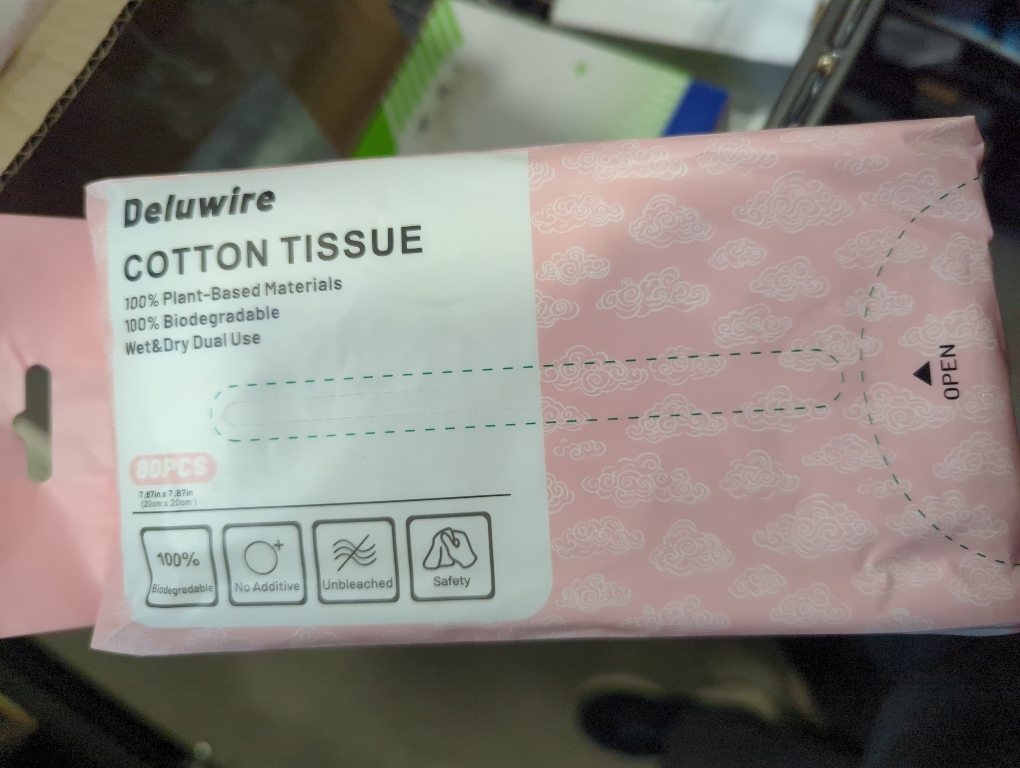 Deluwire
COTTON TISSUE
100% Plant-Based Materials
100% Biodegradable
Wet&Dry Dual Use
80PCS
7.87in x 7.87in
(20cm x 20cm)
100%
Biodegradable
No Additive
Unbleached
Safety
OPEN